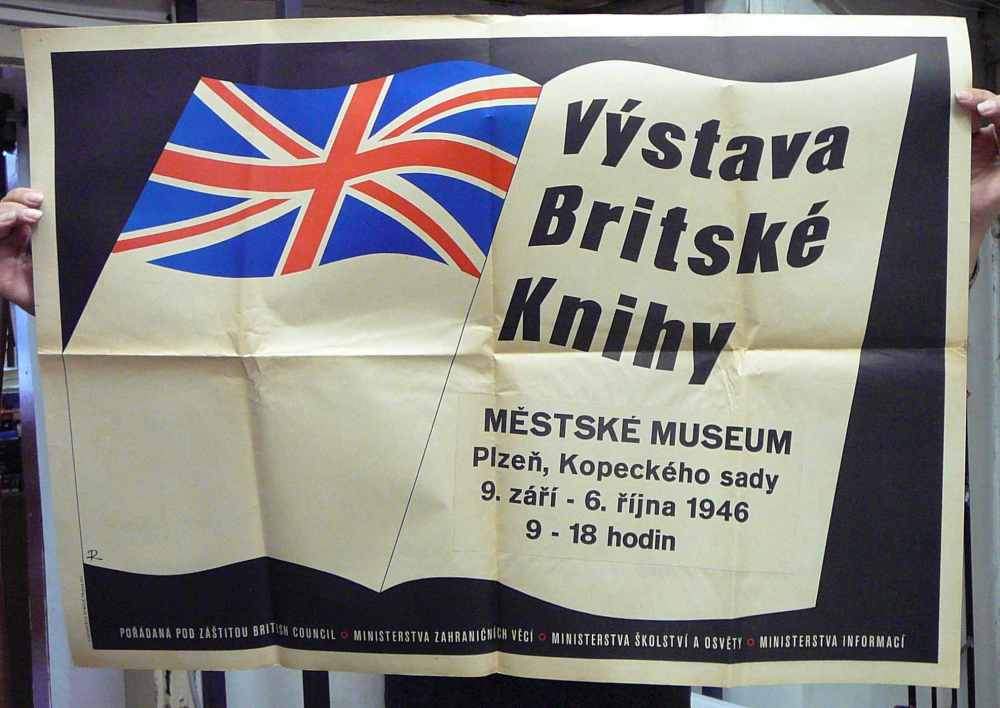 Výstava
Britské
Knihy
MĚSTSKÉ MUSEUM
Plzeň, Kopeckého sady
9. září - 6. října 1946
9 - 18 hodin
POŘÁDANÁ POD ZÁŠTITOU BRITISH COUNCIL ○ MINISTERSTVA ZAHRANIČNÍCH VĚCÍ ○ MINISTERSTVA ŠKOLSTVÍ A OSVĚTY ○ MINISTERSTVA INFORMACÍ